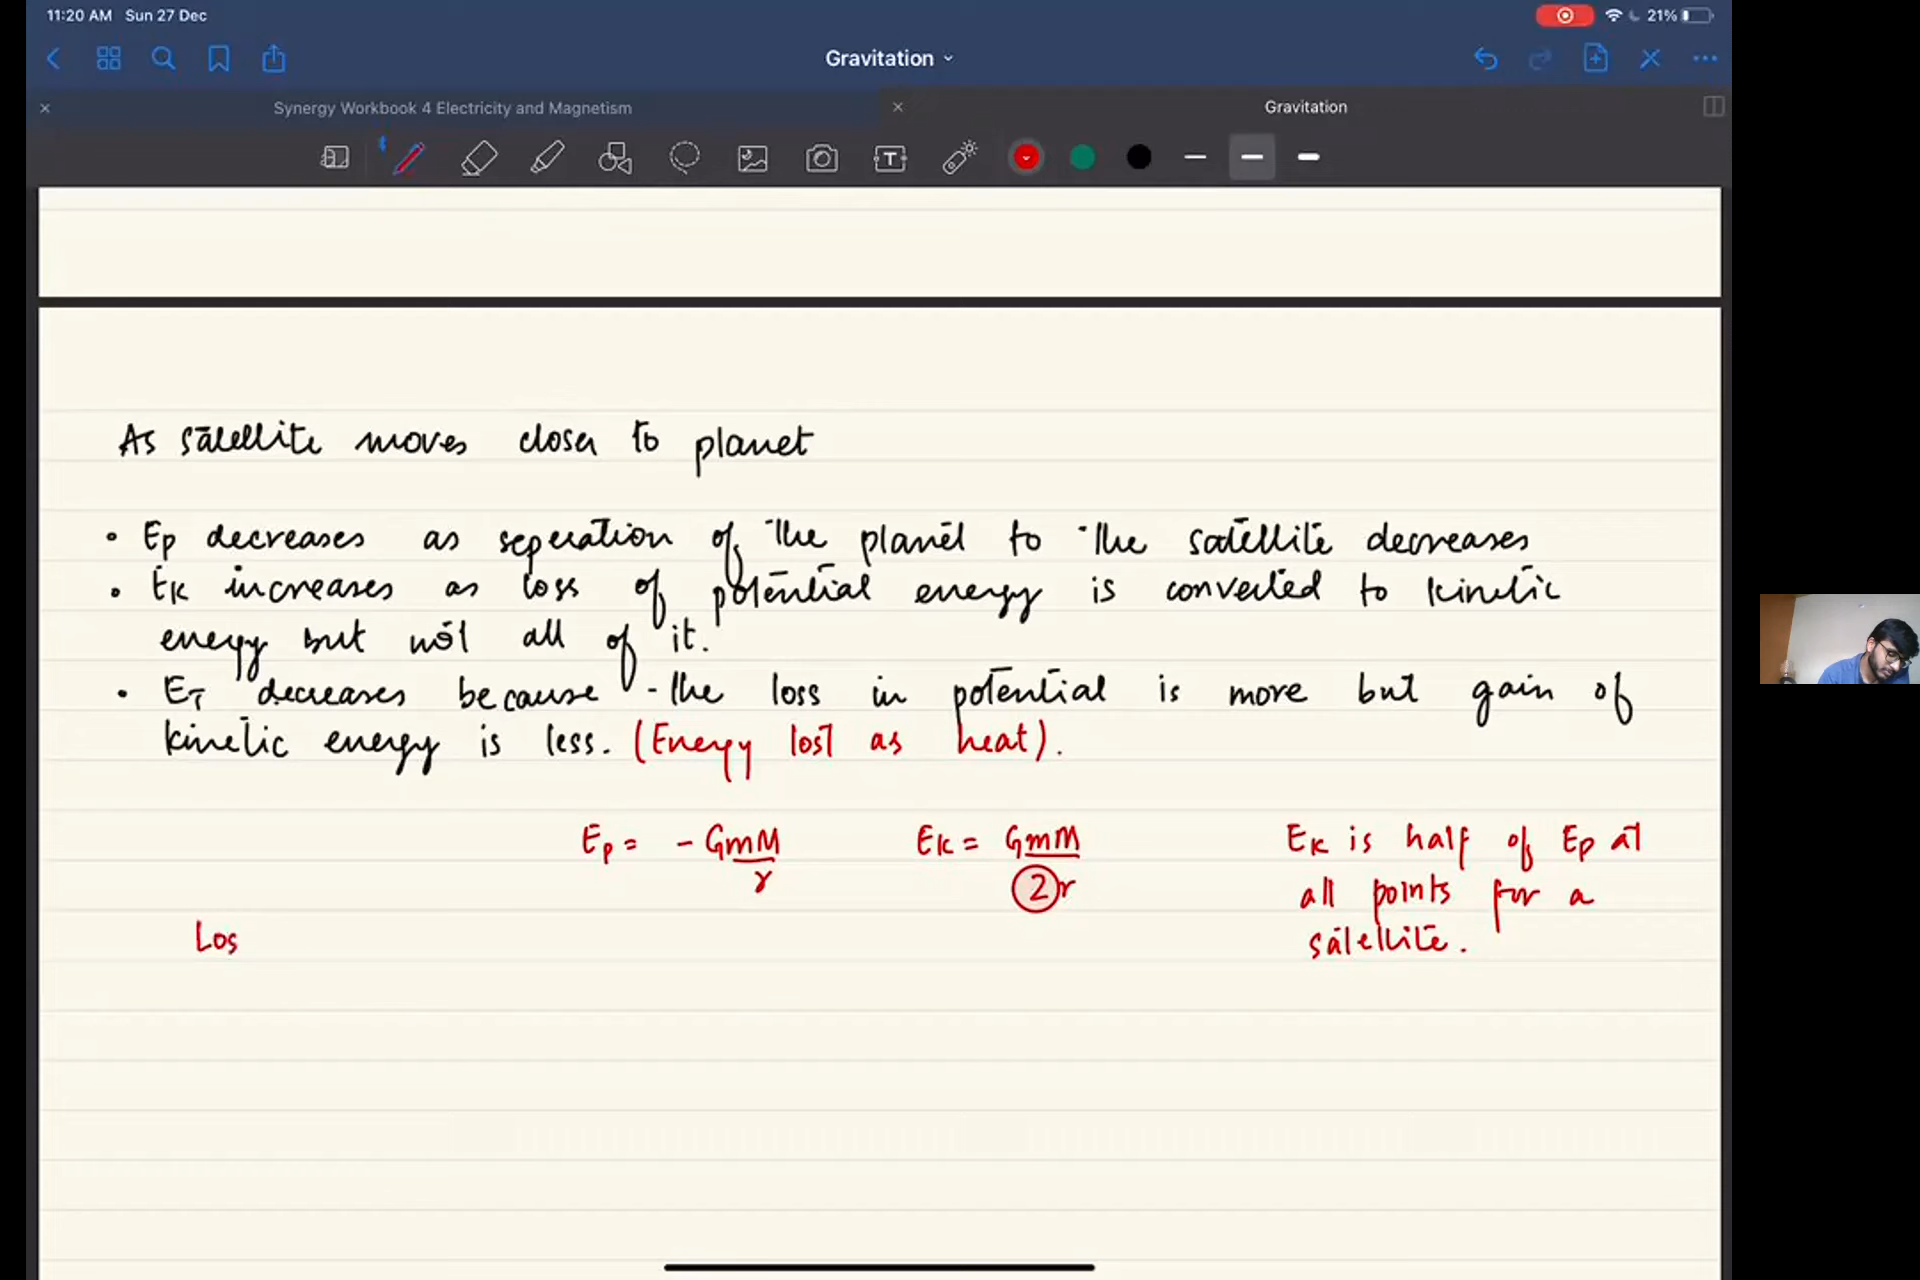 11:20 AM Sun 27 Dec
21%
Gravitation
Synergy Workbook 4 Electricity and Magnetism
Gravitation
T
As satellite moves closer to planet
• Ep decreases as seperation of the planet to the satellite decreases
• EK increases as loss of potential energy is converted to kinetic
energy but not all of it.
• ET decreases because the loss in potential is more but gain of
kinetic energy is less. (Energy lost as heat).
Ep = - GmM/r EK = GmM/2r EK is half of Ep at
all points for a
satellite.
Los